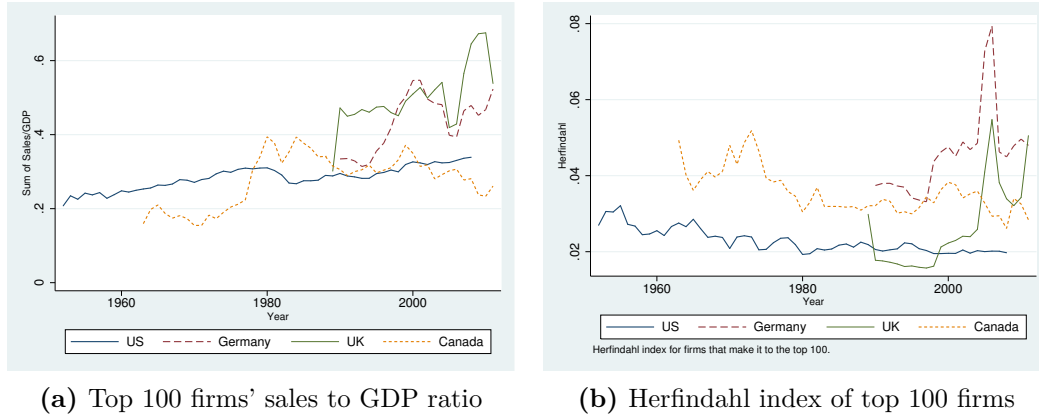 Sum of Sales/GDP
.6
.4
.2
0
1960 1980 2000
Year
US Germany UK Canada
(a) Top 100 firms' sales to GDP ratio
Herfindahl
.08
.06
.04
.02
1960 1980 2000
Year
US Germany UK Canada
Herfindahl index for firms that make it to the top 100.
(b) Herfindahl index of top 100 firms